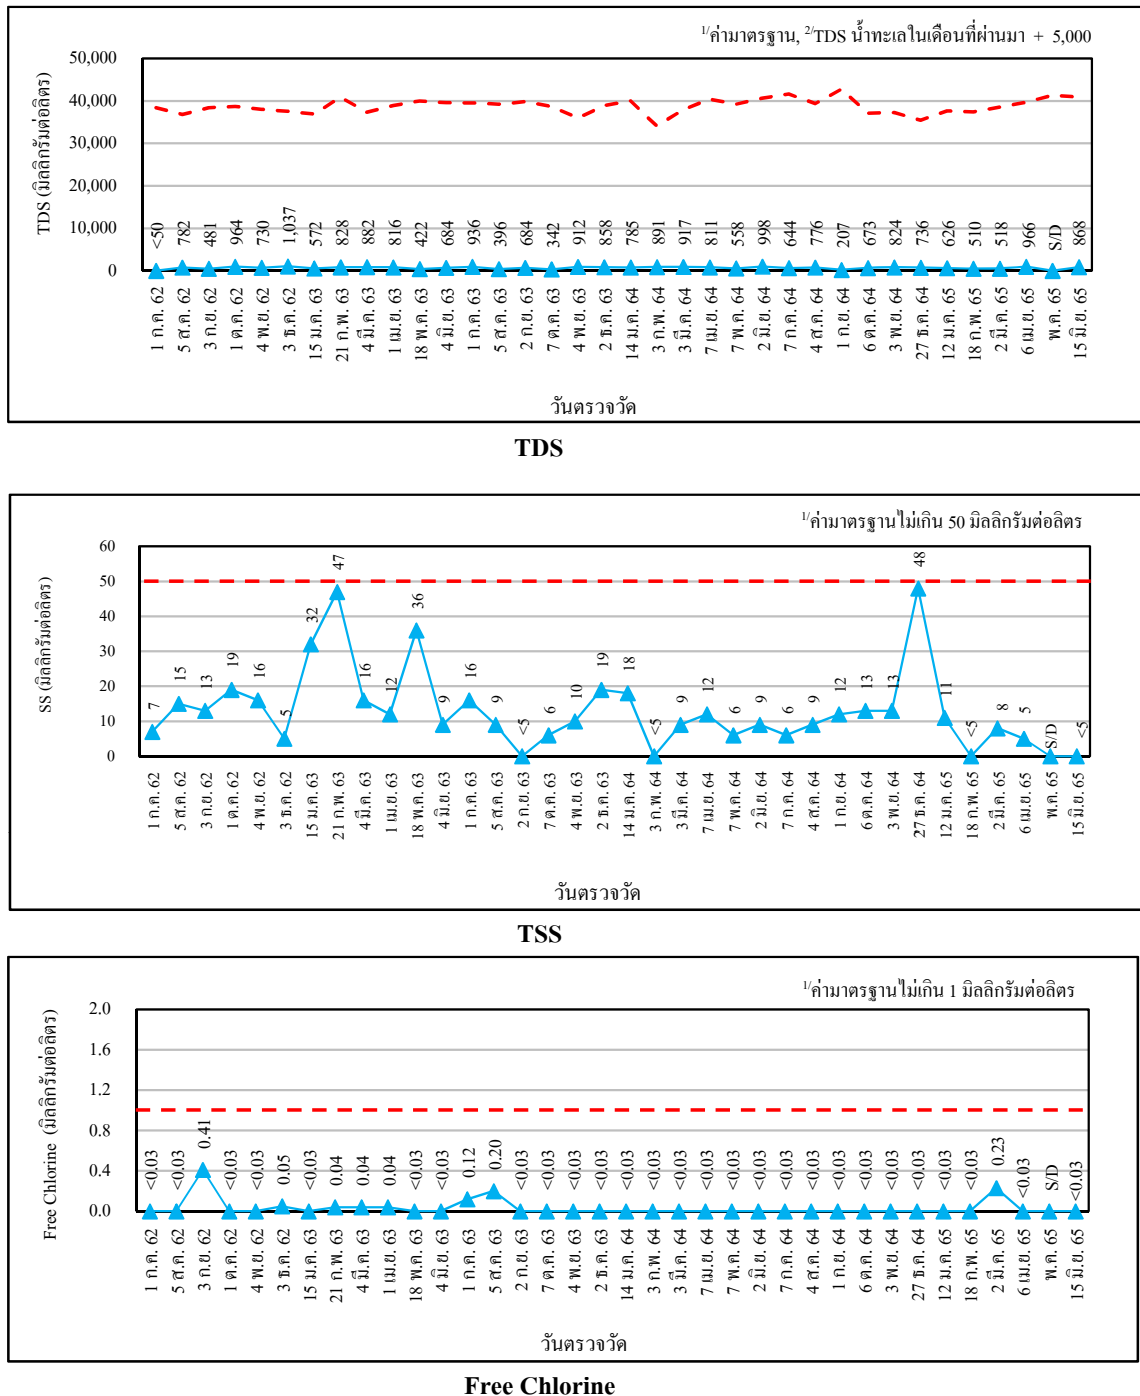 ¹/ค่ามาตรฐาน, ²/TDS น้ำทะเลในเดือนที่ผ่านมา + 5,000
TDS (มิลลิกรัมต่อลิตร)
50,000
40,000
30,000
20,000
10,000
0
<50 782 481 964 730 1,037 572 828 882 816 422 684 936 396 684 342 912 858 785 891 917 811 558 998 644 776 207 673 824 736 626 510 518 966 S/D 868
1 ก.ค. 62 5 ส.ค. 62 3 ก.ย. 62 1 ต.ค. 62 4 พ.ย. 62 3 ธ.ค. 62 15 ม.ค. 63 21 ก.พ. 63 4 มี.ค. 63 1 เม.ย. 63 18 พ.ค. 63 4 มิ.ย. 63 1 ก.ค. 63 5 ส.ค. 63 2 ก.ย. 63 7 ต.ค. 63 4 พ.ย. 63 2 ธ.ค. 63 14 ม.ค. 64 3 ก.พ. 64 3 มี.ค. 64 7 เม.ย. 64 7 พ.ค. 64 2 มิ.ย. 64 7 ก.ค. 64 4 ส.ค. 64 1 ก.ย. 64 6 ต.ค. 64 3 พ.ย. 64 27 ธ.ค. 64 12 ม.ค. 65 18 ก.พ. 65 2 มี.ค. 65 6 เม.ย. 65 พ.ค. 65 15 มิ.ย. 65
วันตรวจวัด
TDS
¹/ค่ามาตรฐานไม่เกิน 50 มิลลิกรัมต่อลิตร
SS (มิลลิกรัมต่อลิตร)
60
50
40
30
20
10
0
7 15 13 19 16 5 32 47 16 12 36 9 16 9 <5 6 10 19 18 <5 9 12 6 9 6 9 12 13 13 48 11 <5 8 5 S/D <5
1 ก.ค. 62 5 ส.ค. 62 3 ก.ย. 62 1 ต.ค. 62 4 พ.ย. 62 3 ธ.ค. 62 15 ม.ค. 63 21 ก.พ. 63 4 มี.ค. 63 1 เม.ย. 63 18 พ.ค. 63 4 มิ.ย. 63 1 ก.ค. 63 5 ส.ค. 63 2 ก.ย. 63 7 ต.ค. 63 4 พ.ย. 63 2 ธ.ค. 63 14 ม.ค. 64 3 ก.พ. 64 3 มี.ค. 64 7 เม.ย. 64 7 พ.ค. 64 2 มิ.ย. 64 7 ก.ค. 64 4 ส.ค. 64 1 ก.ย. 64 6 ต.ค. 64 3 พ.ย. 64 27 ธ.ค. 64 12 ม.ค. 65 18 ก.พ. 65 2 มี.ค. 65 6 เม.ย. 65 พ.ค. 65 15 มิ.ย. 65
วันตรวจวัด
TSS
¹/ค่ามาตรฐานไม่เกิน 1 มิลลิกรัมต่อลิตร
Free Chlorine (มิลลิกรัมต่อลิตร)
2.0
1.6
1.2
0.8
0.4
0.0
<0.03 <0.03 0.41 <0.03 <0.03 0.05 <0.03 0.04 0.04 0.04 <0.03 <0.03 0.12 0.20 <0.03 <0.03 <0.03 <0.03 <0.03 <0.03 <0.03 <0.03 <0.03 <0.03 <0.03 <0.03 <0.03 <0.03 <0.03 <0.03 <0.03 <0.03 0.23 <0.03 S/D <0.03
1 ก.ค. 62 5 ส.ค. 62 3 ก.ย. 62 1 ต.ค. 62 4 พ.ย. 62 3 ธ.ค. 62 15 ม.ค. 63 21 ก.พ. 63 4 มี.ค. 63 1 เม.ย. 63 18 พ.ค. 63 4 มิ.ย. 63 1 ก.ค. 63 5 ส.ค. 63 2 ก.ย. 63 7 ต.ค. 63 4 พ.ย. 63 2 ธ.ค. 63 14 ม.ค. 64 3 ก.พ. 64 3 มี.ค. 64 7 เม.ย. 64 7 พ.ค. 64 2 มิ.ย. 64 7 ก.ค. 64 4 ส.ค. 64 1 ก.ย. 64 6 ต.ค. 64 3 พ.ย. 64 27 ธ.ค. 64 12 ม.ค. 65 18 ก.พ. 65 2 มี.ค. 65 6 เม.ย. 65 พ.ค. 65 15 มิ.ย. 65
วันตรวจวัด
Free Chlorine